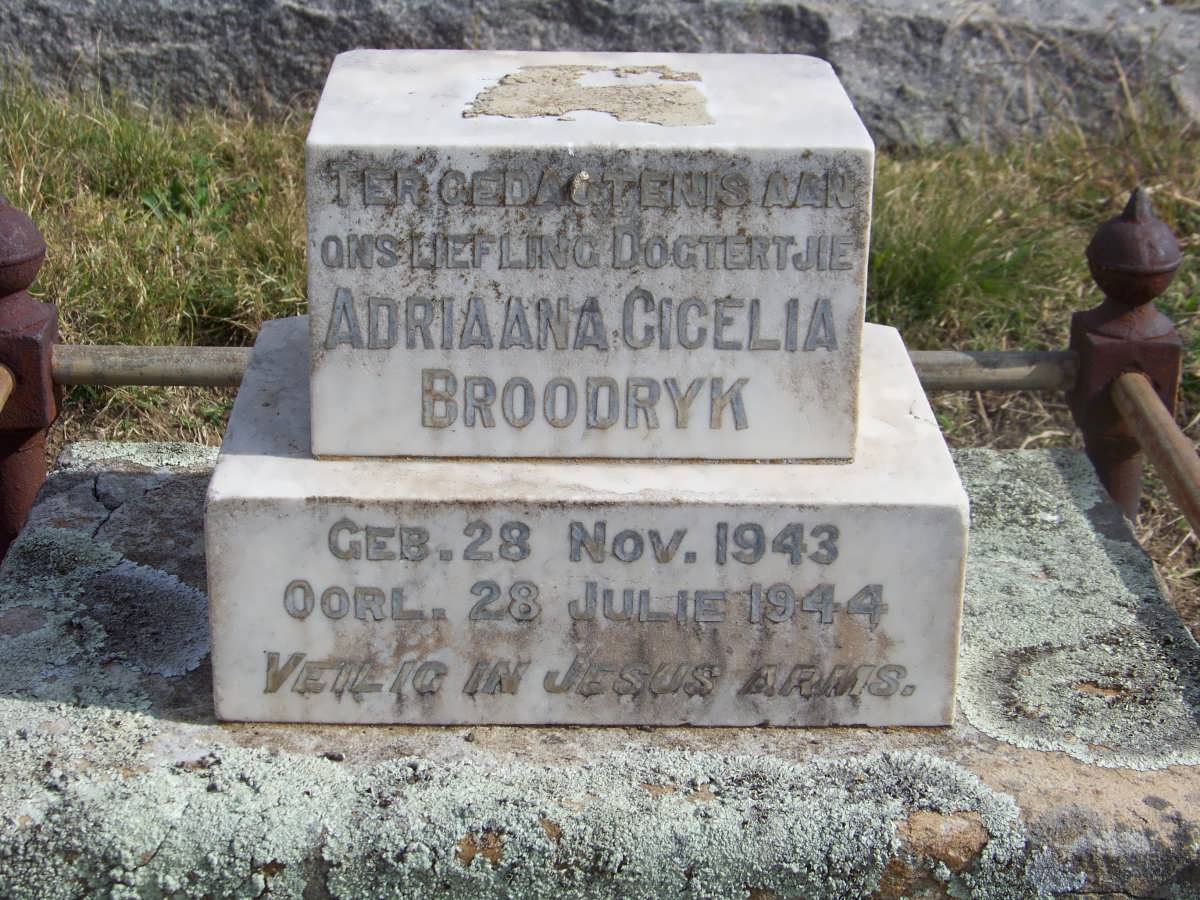 TER GEDAGTENIS AAN
ONS LIEFLING DOGTERTJIE
ADRIAANA CICELIA
BROODRYK
GEB. 28 NOV. 1943
OORL. 28 JULIE 1944
VEILIG IN JESUS ARMS.